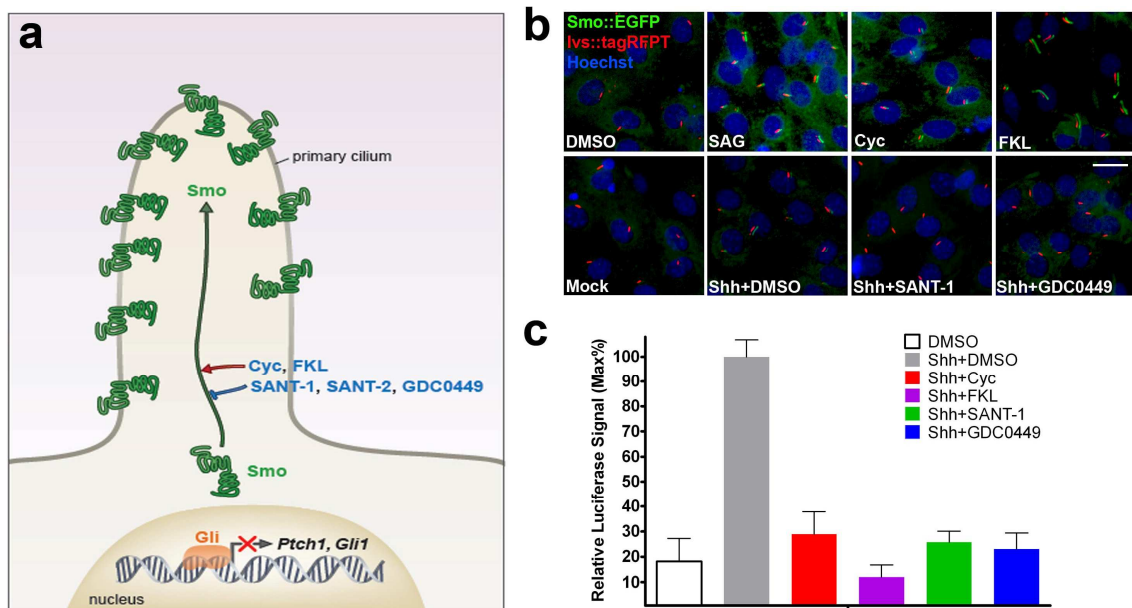 a
primary cilium
Smo
Cyc, FKL
SANT-1, SANT-2, GDC0449
Smo
Gli
Ptch1, Gli1
nucleus
b
Smo::EGFP
Ivs::tagRFPT
Hoechst
DMSO
SAG
Cyc
FKL
Mock
Shh+DMSO
Shh+SANT-1
Shh+GDC0449
c
Relative Luciferase Signal (Max%)
100
90
80
70
60
50
40
30
20
10
DMSO
Shh+DMSO
Shh+Cyc
Shh+FKL
Shh+SANT-1
Shh+GDC0449